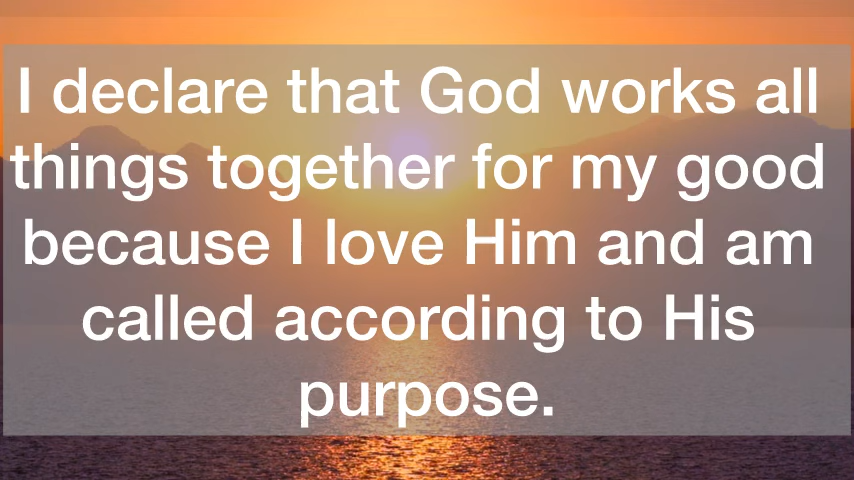 I declare that God works all
things together for my good
because I love Him and am
called according to His
purpose.